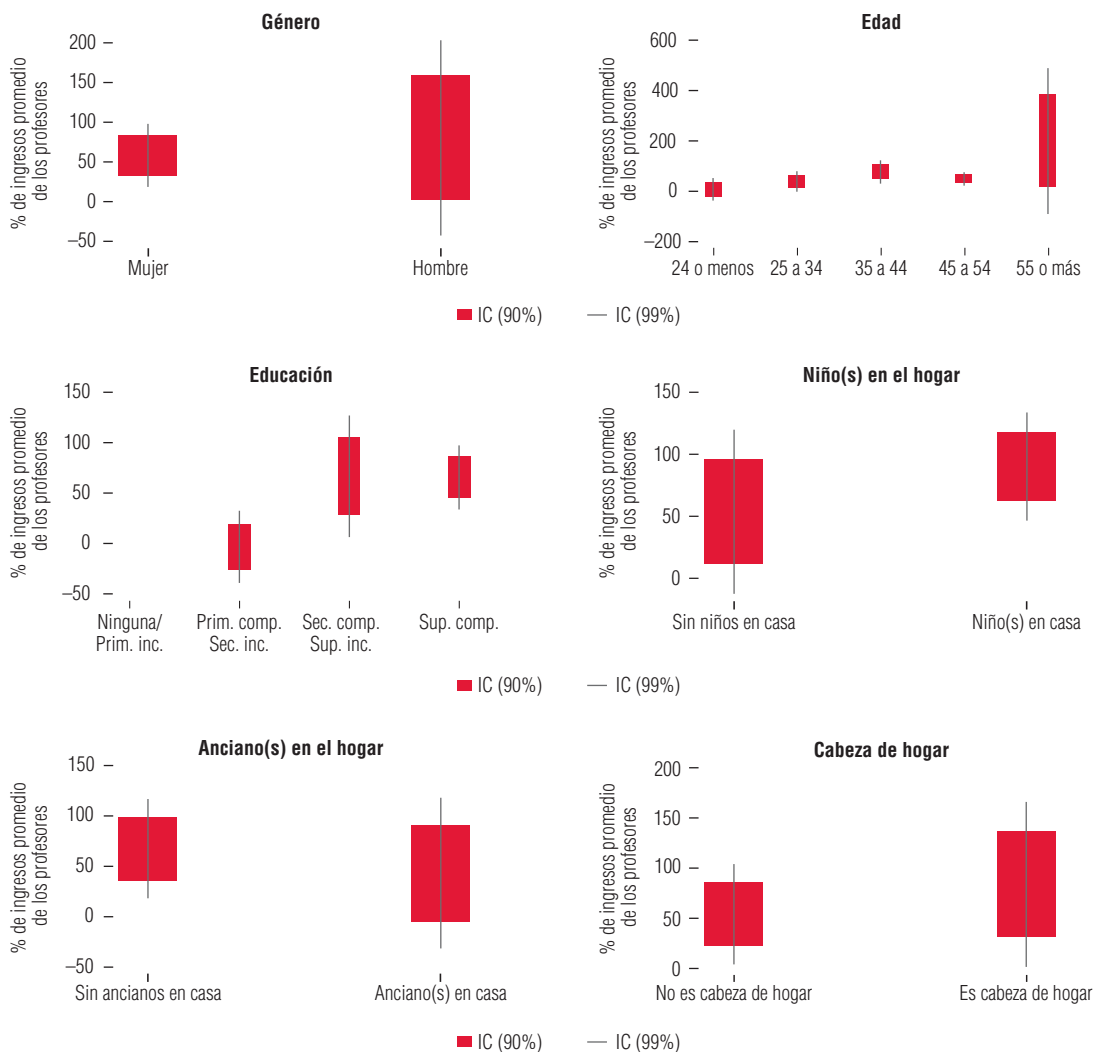 Género
% de ingresos promedio
de los profesores
200
150
100
50
0
–50
Mujer
Hombre
Edad
% de ingresos promedio
de los profesores
600
400
200
0
–200
24 o menos
25 a 34
35 a 44
45 a 54
55 o más
IC (90%)
IC (99%)
Educación
% de ingresos promedio
de los profesores
150
100
50
0
–50
Ninguna/
Prim. inc.
Prim. comp.
Sec. inc.
Sec. comp.
Sup. inc.
Sup. comp.
Niño(s) en el hogar
% de ingresos promedio
de los profesores
150
100
50
0
Sin niños en casa
Niño(s) en casa
IC (90%)
IC (99%)
Anciano(s) en el hogar
% de ingresos promedio
de los profesores
150
100
50
0
–50
Sin ancianos en casa
Anciano(s) en casa
Cabeza de hogar
% de ingresos promedio
de los profesores
200
150
100
50
0
No es cabeza de hogar
Es cabeza de hogar
IC (90%)
IC (99%)